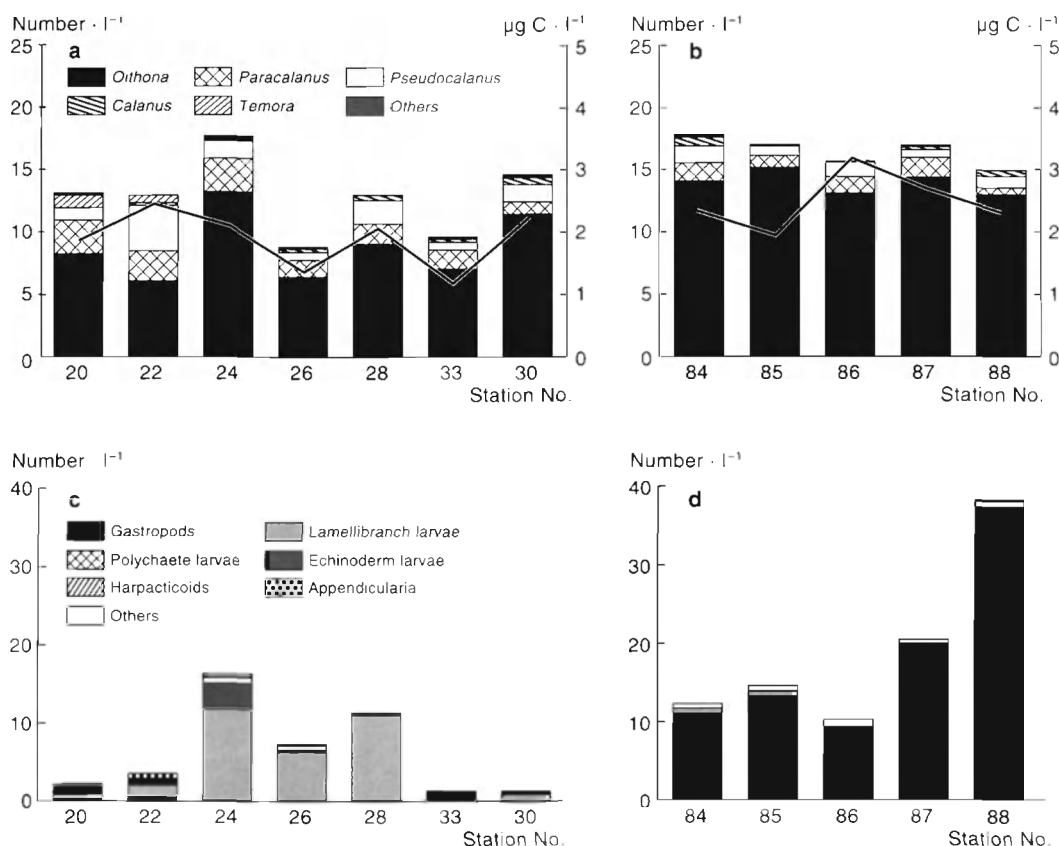 Number · l⁻¹
µg C · l⁻¹
a
25
20
15
10
5
0
5
4
3
2
1
0
Oithona
Paracalanus
Pseudocalanus
Calanus
Temora
Others
20 22 24 26 28 33 30
Station No.
Number · l⁻¹
µg C · l⁻¹
b
25
20
15
10
5
0
5
4
3
2
1
0
84 85 86 87 88
Station No.
Number l⁻¹
c
40
30
20
10
0
Gastropods
Lamellibranch larvae
Polychaete larvae
Echinoderm larvae
Harpacticoids
Appendicularia
Others
20 22 24 26 28 33 30
Station No.
Number · l⁻¹
d
40
30
20
10
0
84 85 86 87 88
Station No.